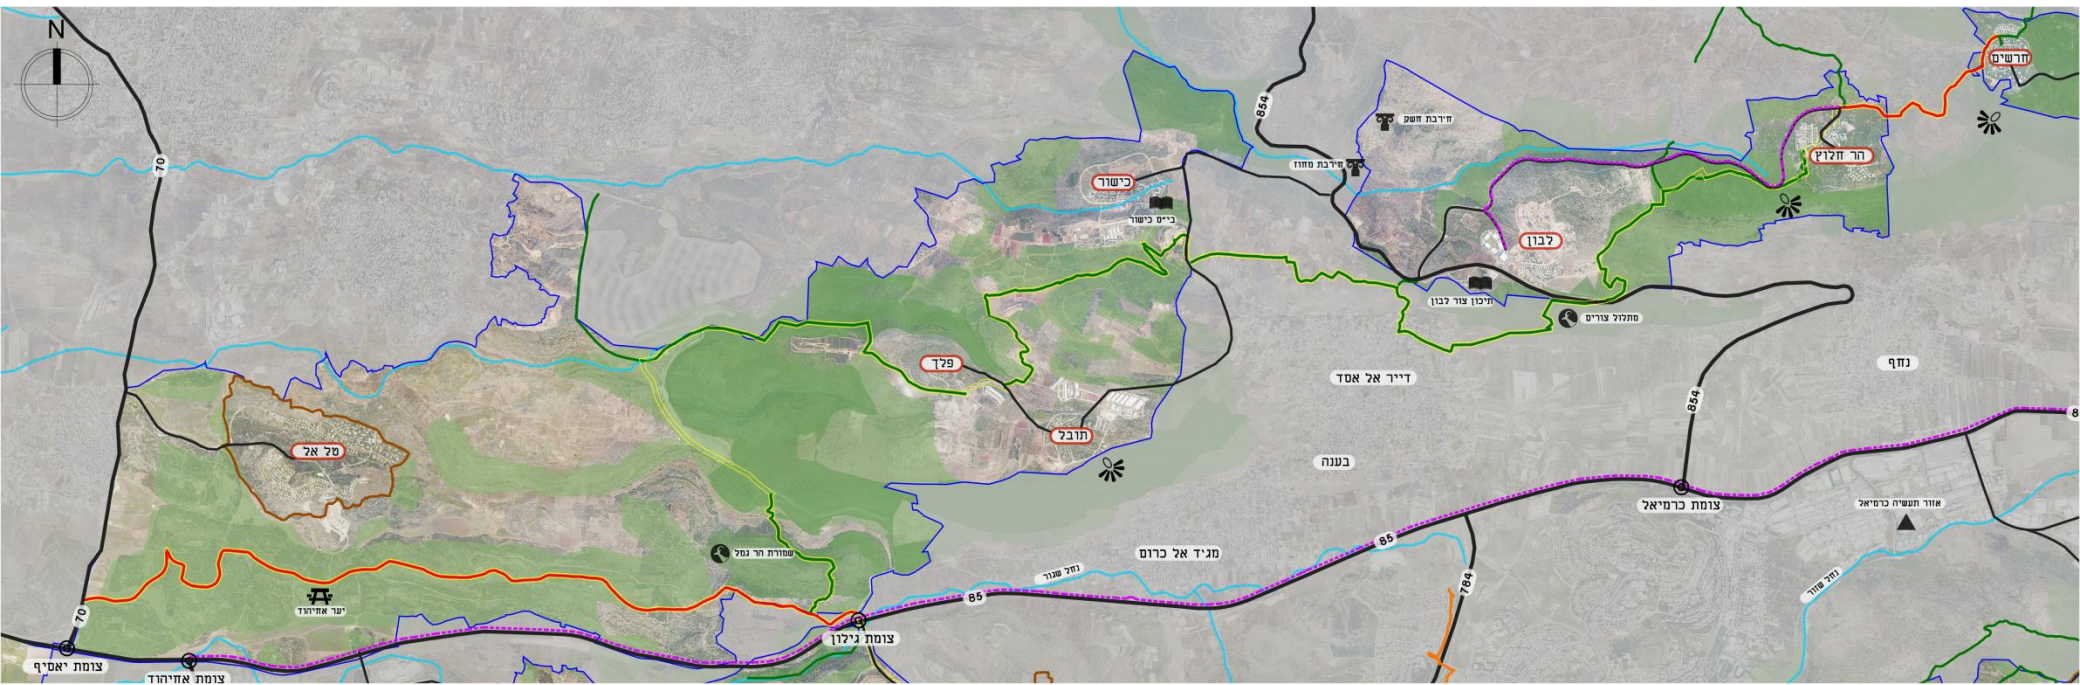 N
חרשים
854
חירבת חשק
70
חירבת מחוז
הר חלוץ
כישור
בי״ס כישור
לבון
תיכון צור לבון
מתלול צורים
פלך
נחף
דייר אל אסד
854
תובל
טל אל
בענה
8
צומת כרמיאל
אזור תעשיה כרמיאל
85
שמורת הר גמל
מג׳ד אל כרום
נחל שגור
784
נחל שזור
85
יער אחיהוד
70
צומת גילון
צומת יאסיף
צומת אחיהוד